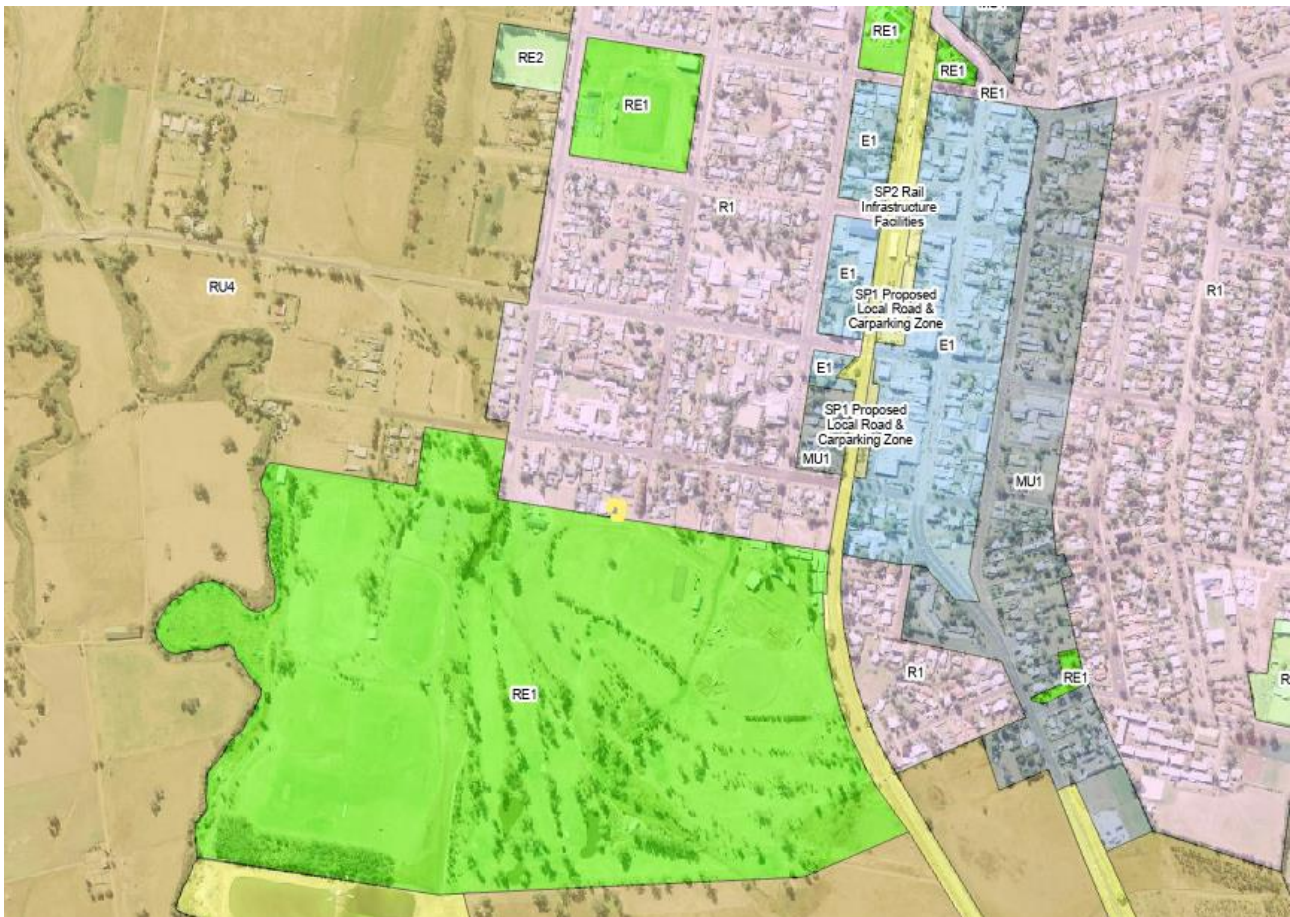 MU1
RE1
RE2
RE1
RE1
RE1
E1
SP2 Rail
Infrastructure
Facilities
R1
E1
RU4
R1
SP1 Proposed
Local Road &
Carparking Zone
E1
E1
SP1 Proposed
Local Road &
Carparking Zone
MU1
MU1
RE1
R1
RE1
R